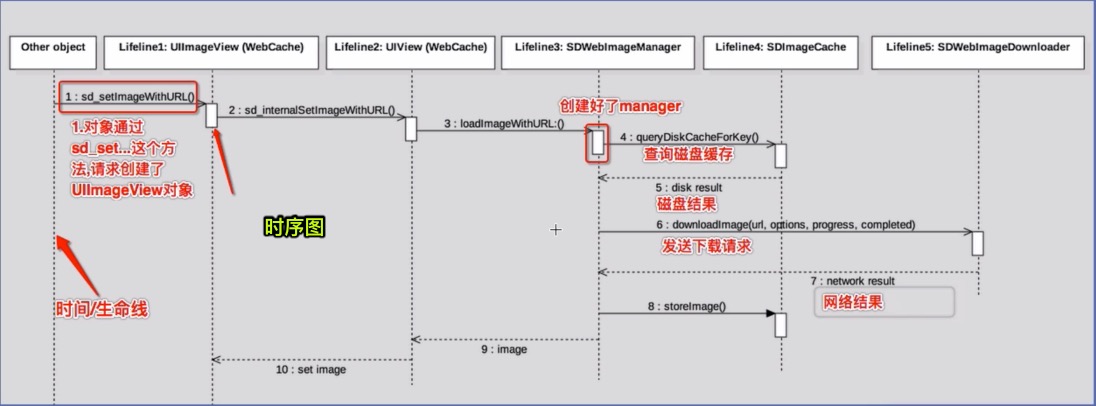 Other object
Lifeline1: UIImageView (WebCache)
Lifeline2: UIView (WebCache)
Lifeline3: SDWebImageManager
Lifeline4: SDImageCache
Lifeline5: SDWebImageDownloader
1 : sd_setImageWithURL()
2 : sd_internalSetImageWithURL()
创建好了manager
3 : loadImageWithURL:()
4 : queryDiskCacheForKey()
查询磁盘缓存
1.对象通过
sd_set...这个方
法,请求创建了
UIImageView对象
5 : disk result
磁盘结果
时序图
6 : downloadImage(url, options, progress, completed)
发送下载请求
7 : network result
网络结果
时间/生命线
8 : storeImage()
9 : image
10 : set image